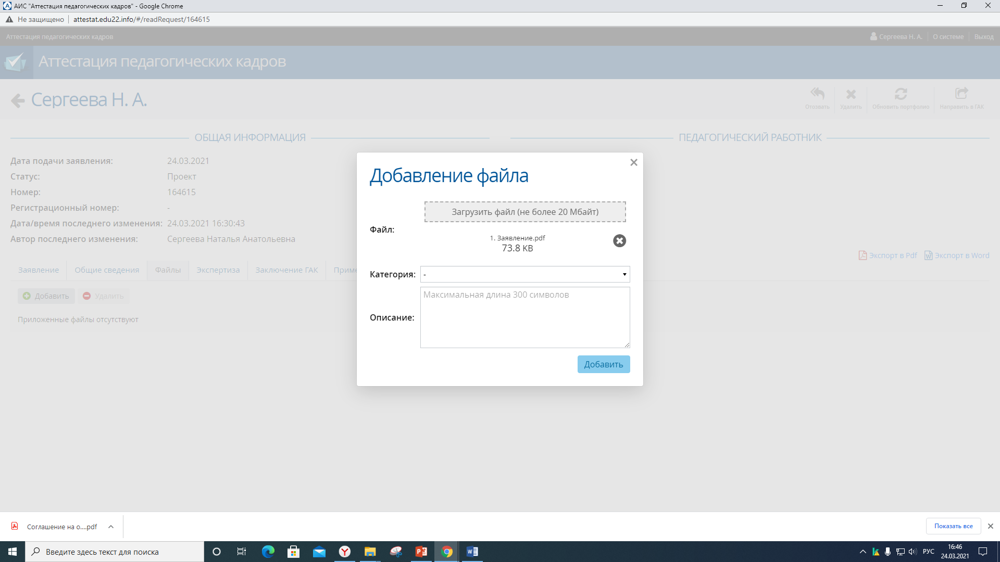 АИС "Аттестация педагогических кадров" - Google Chrome
Не защищено attestat.edu22.info/#/readRequest/164615
Аттестация педагогических кадров Сергеева Н. А. О системе Выход
Аттестация педагогических кадров
Сергеева Н. А.
Отозвать Удалить Обновить портфолио Направить в ГАК
ОБЩАЯ ИНФОРМАЦИЯ ПЕДАГОГИЧЕСКИЙ РАБОТНИК
Дата подачи заявления: 24.03.2021
Статус: Проект
Номер: 164615
Регистрационный номер: -
Дата/время последнего изменения: 24.03.2021 16:30:43
Автор последнего изменения: Сергеева Наталья Анатольевна
Экспорт в Pdf Экспорт в Word
Заявление Общие сведения Файлы Экспертиза Заключение ГАК Приме
Добавить Удалить
Приложенные файлы отсутствуют
Добавление файла
Загрузить файл (не более 20 Мбайт)
Файл:
1. Заявление.pdf
73.8 KB
Категория: -
Максимальная длина 300 символов
Описание:
Добавить
Соглашение на о....pdf
Показать все
Введите здесь текст для поиска
РУС
16:46
24.03.2021